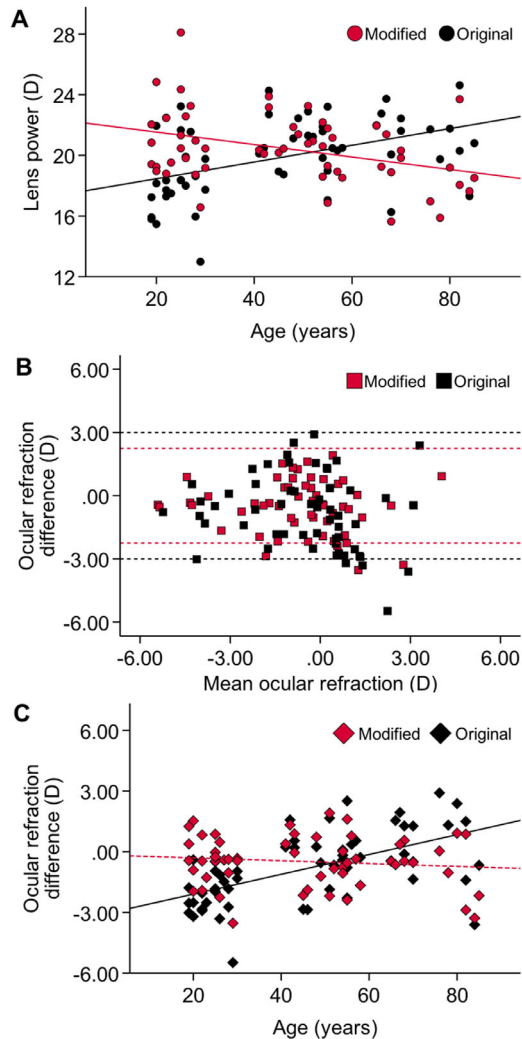 A
Lens power (D)
28
24
20
16
12
Modified
Original
20
40
60
80
Age (years)
B
Ocular refraction
difference (D)
6.00
3.00
.00
-3.00
-6.00
Modified
Original
-6.00
-3.00
.00
3.00
6.00
Mean ocular refraction (D)
C
Ocular refraction
difference (D)
6.00
3.00
.00
-3.00
-6.00
Modified
Original
20
40
60
80
Age (years)